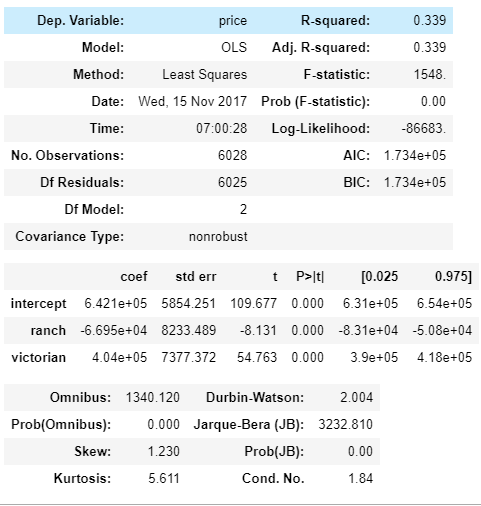 Dep. Variable: price R-squared: 0.339
Model: OLS Adj. R-squared: 0.339
Method: Least Squares F-statistic: 1548.
Date: Wed, 15 Nov 2017 Prob (F-statistic): 0.00
Time: 07:00:28 Log-Likelihood: -86683.
No. Observations: 6028 AIC: 1.734e+05
Df Residuals: 6025 BIC: 1.734e+05
Df Model: 2
Covariance Type: nonrobust
coef std err t P>|t| [0.025 0.975]
intercept 6.421e+05 5854.251 109.677 0.000 6.31e+05 6.54e+05
ranch -6.695e+04 8233.489 -8.131 0.000 -8.31e+04 -5.08e+04
victorian 4.04e+05 7377.372 54.763 0.000 3.9e+05 4.18e+05
Omnibus: 1340.120 Durbin-Watson: 2.004
Prob(Omnibus): 0.000 Jarque-Bera (JB): 3232.810
Skew: 1.230 Prob(JB): 0.00
Kurtosis: 5.611 Cond. No. 1.84